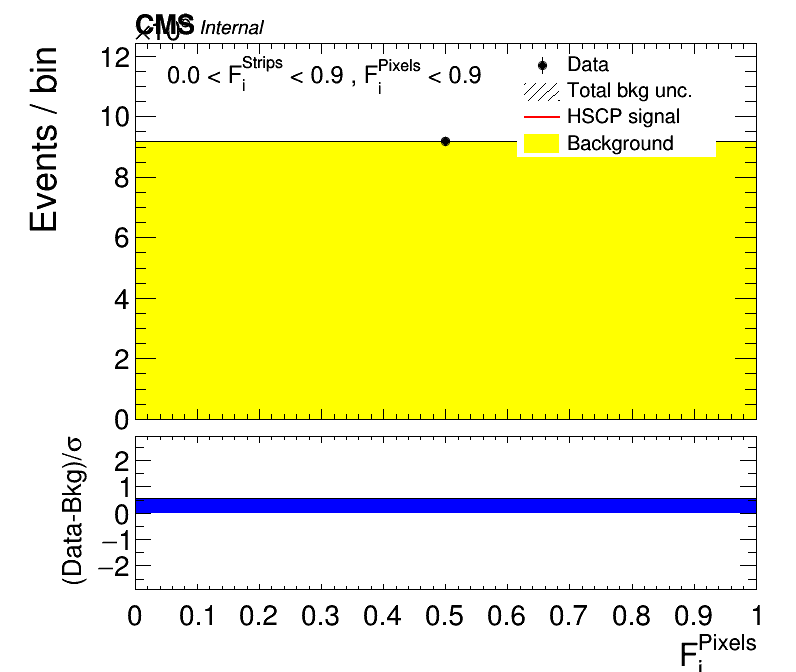 CMS Internal
0.0 < F_i^Strips < 0.9 , F_i^Pixels < 0.9
Data
Total bkg unc.
HSCP signal
Background
Events / bin
12
10
8
6
4
2
0
(Data-Bkg)/σ
2
1
0
−1
−2
0 0.1 0.2 0.3 0.4 0.5 0.6 0.7 0.8 0.9 1
F_i^Pixels